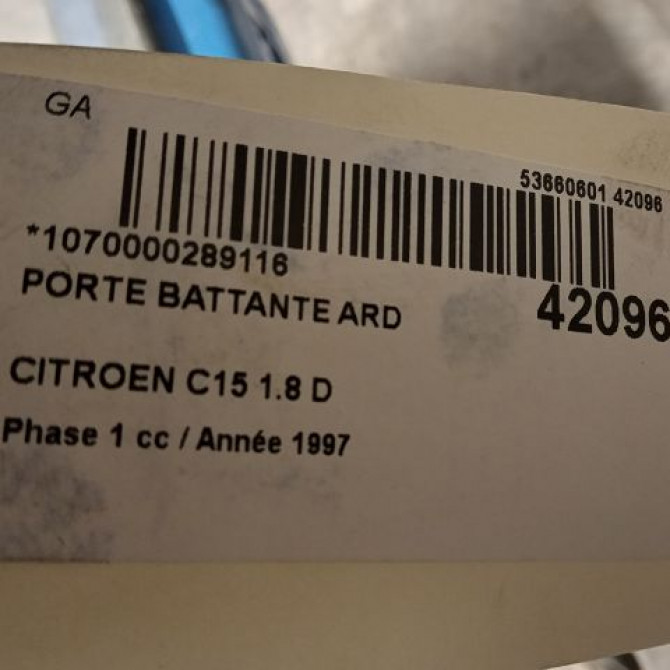 GA
53660601 42096
*1070000289116
42096
PORTE BATTANTE ARD
CITROEN C15 1.8 D
Phase 1 cc / Année 1997